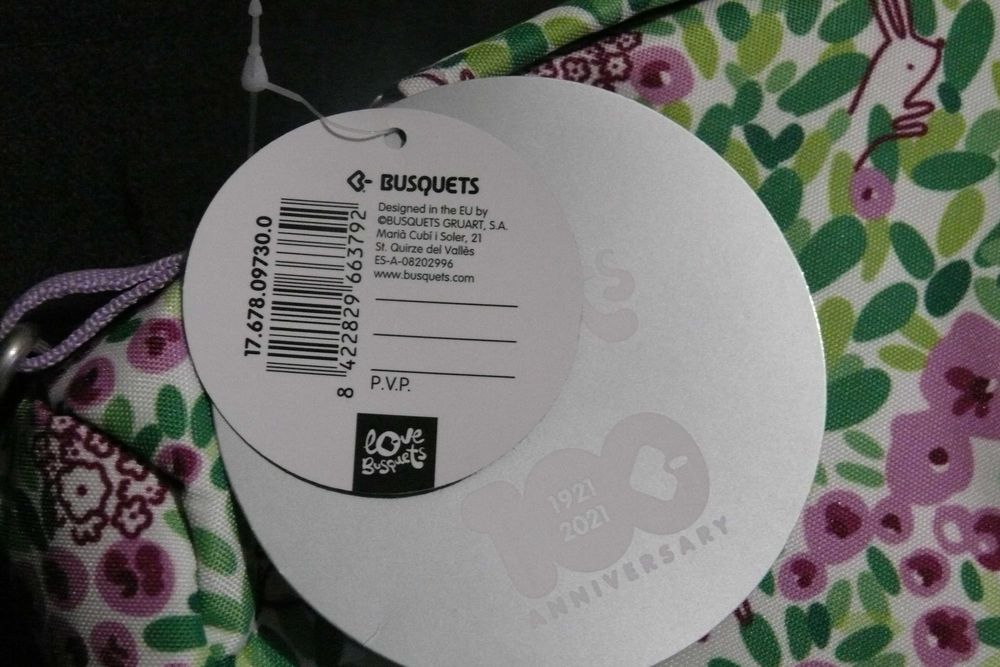 BUSQUETS
Designed in the EU by
©BUSQUETS GRUART, S.A.
Marià Cubí i Soler, 21
St. Quirze del Vallès
ES-A-08202996
www.busquets.com
17.678.09730.0
8 422829 663792
P.V.P.
love
Busquets
100
1921
2021
ANNIVERSARY